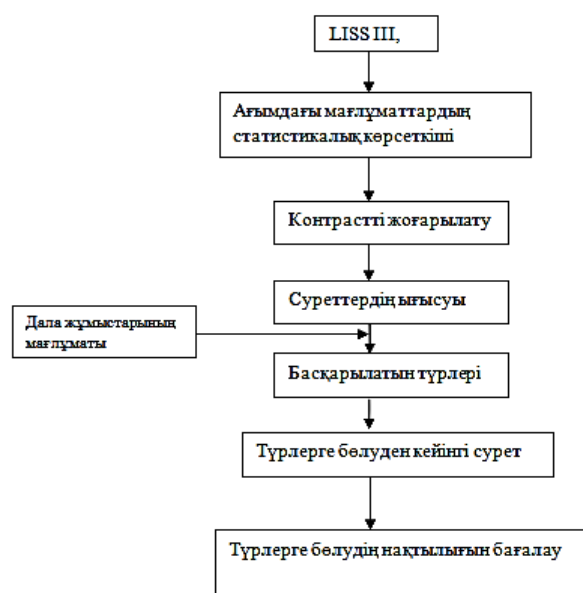 LISS III,
Ағымдағы мағлұматтардың
статистикалық көрсеткіші
Контрастті жоғарылату
Суреттердің ығысуы
Дала жұмыстарының
мағлұматы
Басқарылатын түрлері
Түрлерге бөлуден кейінгі сурет
Түрлерге бөлудің нақтылығын бағалау